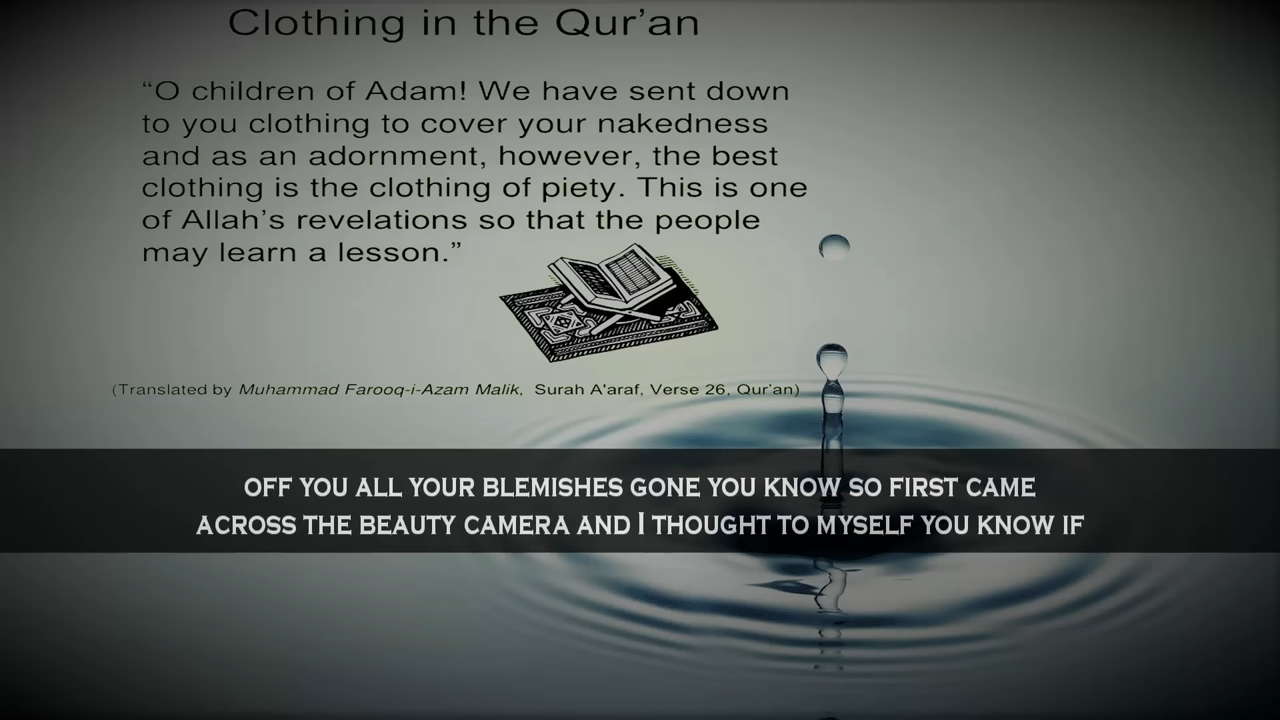 Clothing in the Qur’an
“O children of Adam! We have sent down
to you clothing to cover your nakedness
and as an adornment, however, the best
clothing is the clothing of piety. This is one
of Allah’s revelations so that the people
may learn a lesson.”
(Translated by Muhammad Farooq-i-Azam Malik, Surah A'araf, Verse 26, Qur’an)
OFF YOU ALL YOUR BLEMISHES GONE YOU KNOW SO FIRST CAME
ACROSS THE BEAUTY CAMERA AND I THOUGHT TO MYSELF YOU KNOW IF